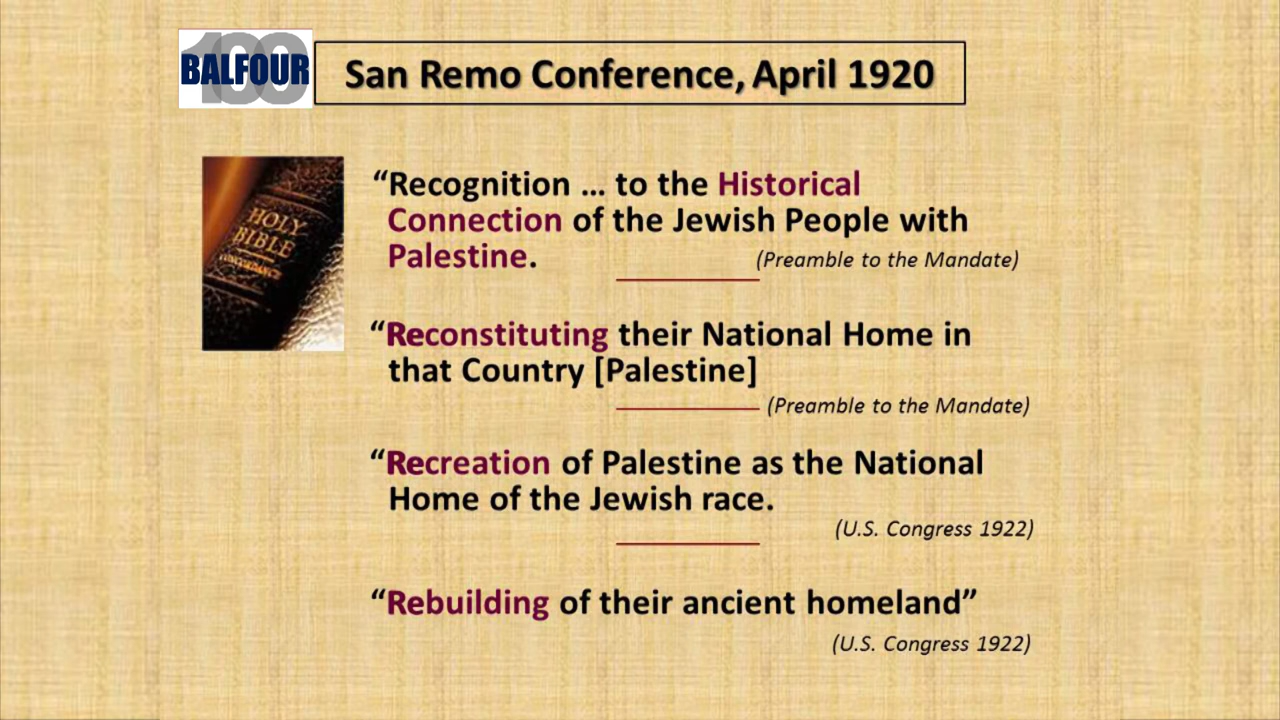 100
BALFOUR
San Remo Conference, April 1920
HOLY
BIBLE
CONCORDANCE
“Recognition … to the Historical
Connection of the Jewish People with
Palestine.
(Preamble to the Mandate)
“Reconstituting their National Home in
that Country [Palestine]
(Preamble to the Mandate)
“Recreation of Palestine as the National
Home of the Jewish race.
(U.S. Congress 1922)
“Rebuilding of their ancient homeland”
(U.S. Congress 1922)